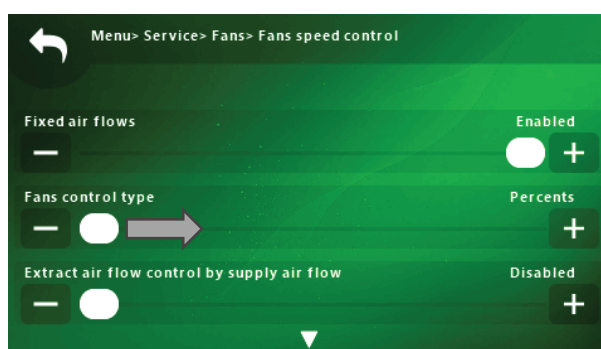 Menu> Service> Fans> Fans speed control
Fixed air flows Enabled
Fans control type Percents
Extract air flow control by supply air flow Disabled